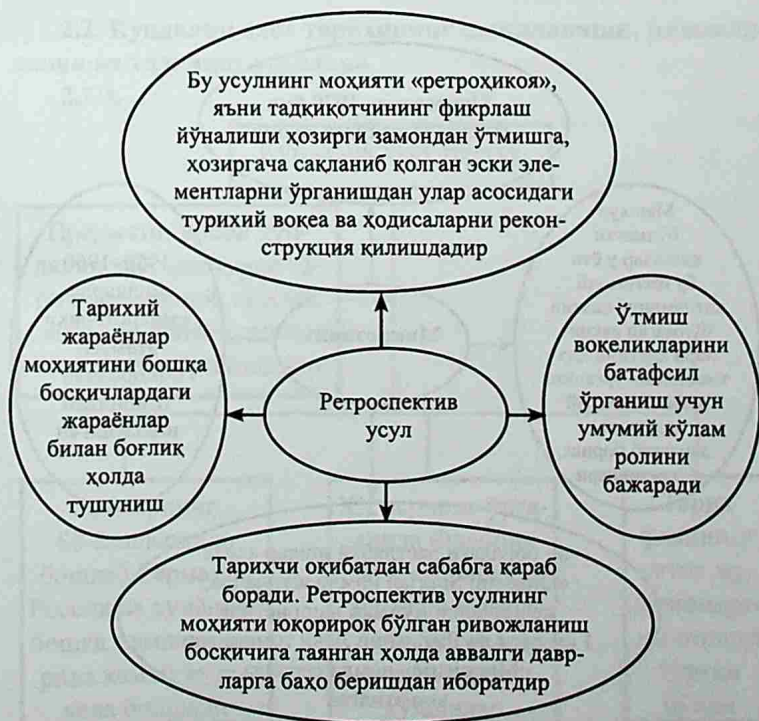 Бу усулнинг моҳияти «ретроҳикоя»,
яъни тадқиқотчининг фикрлаш
йўналиши ҳозирги замондан ўтмишга,
ҳозиргача сақланиб қолган эски эле-
ментларни ўрганишдан улар асосидаги
турихий воқеа ва ҳодисаларни рекон-
струкция қилишдадир
Тарихий
жараёнлар
моҳиятини бошқа
босқичлардаги
жараёнлар
билан боғлиқ
ҳолда
тушуниш
Ретроспектив
усул
Ўтмиш
воқеликларини
батафсил
ўрганиш учун
умумий кўлам
ролини
бажаради
Тарихчи оқибатдан сабабга қараб
боради. Ретроспектив усулнинг
моҳияти юқорироқ бўлган ривожланиш
босқичига таянган ҳолда аввалги давр-
ларга баҳо беришдан иборатдир